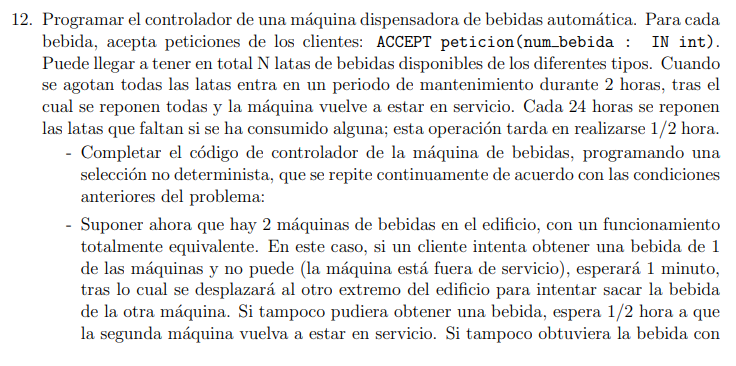 12. Programar el controlador de una máquina dispensadora de bebidas automática. Para cada
bebida, acepta peticiones de los clientes: ACCEPT peticion(num_bebida : IN int).
Puede llegar a tener en total N latas de bebidas disponibles de los diferentes tipos. Cuando
se agotan todas las latas entra en un periodo de mantenimiento durante 2 horas, tras el
cual se reponen todas y la máquina vuelve a estar en servicio. Cada 24 horas se reponen
las latas que faltan si se ha consumido alguna; esta operación tarda en realizarse 1/2 hora.
- Completar el código de controlador de la máquina de bebidas, programando una
selección no determinista, que se repite continuamente de acuerdo con las condiciones
anteriores del problema:
- Suponer ahora que hay 2 máquinas de bebidas en el edificio, con un funcionamiento
totalmente equivalente. En este caso, si un cliente intenta obtener una bebida de 1
de las máquinas y no puede (la máquina está fuera de servicio), esperará 1 minuto,
tras lo cual se desplazará al otro extremo del edificio para intentar sacar la bebida
de la otra máquina. Si tampoco pudiera obtener una bebida, espera 1/2 hora a que
la segunda máquina vuelva a estar en servicio. Si tampoco obtuviera la bebida con